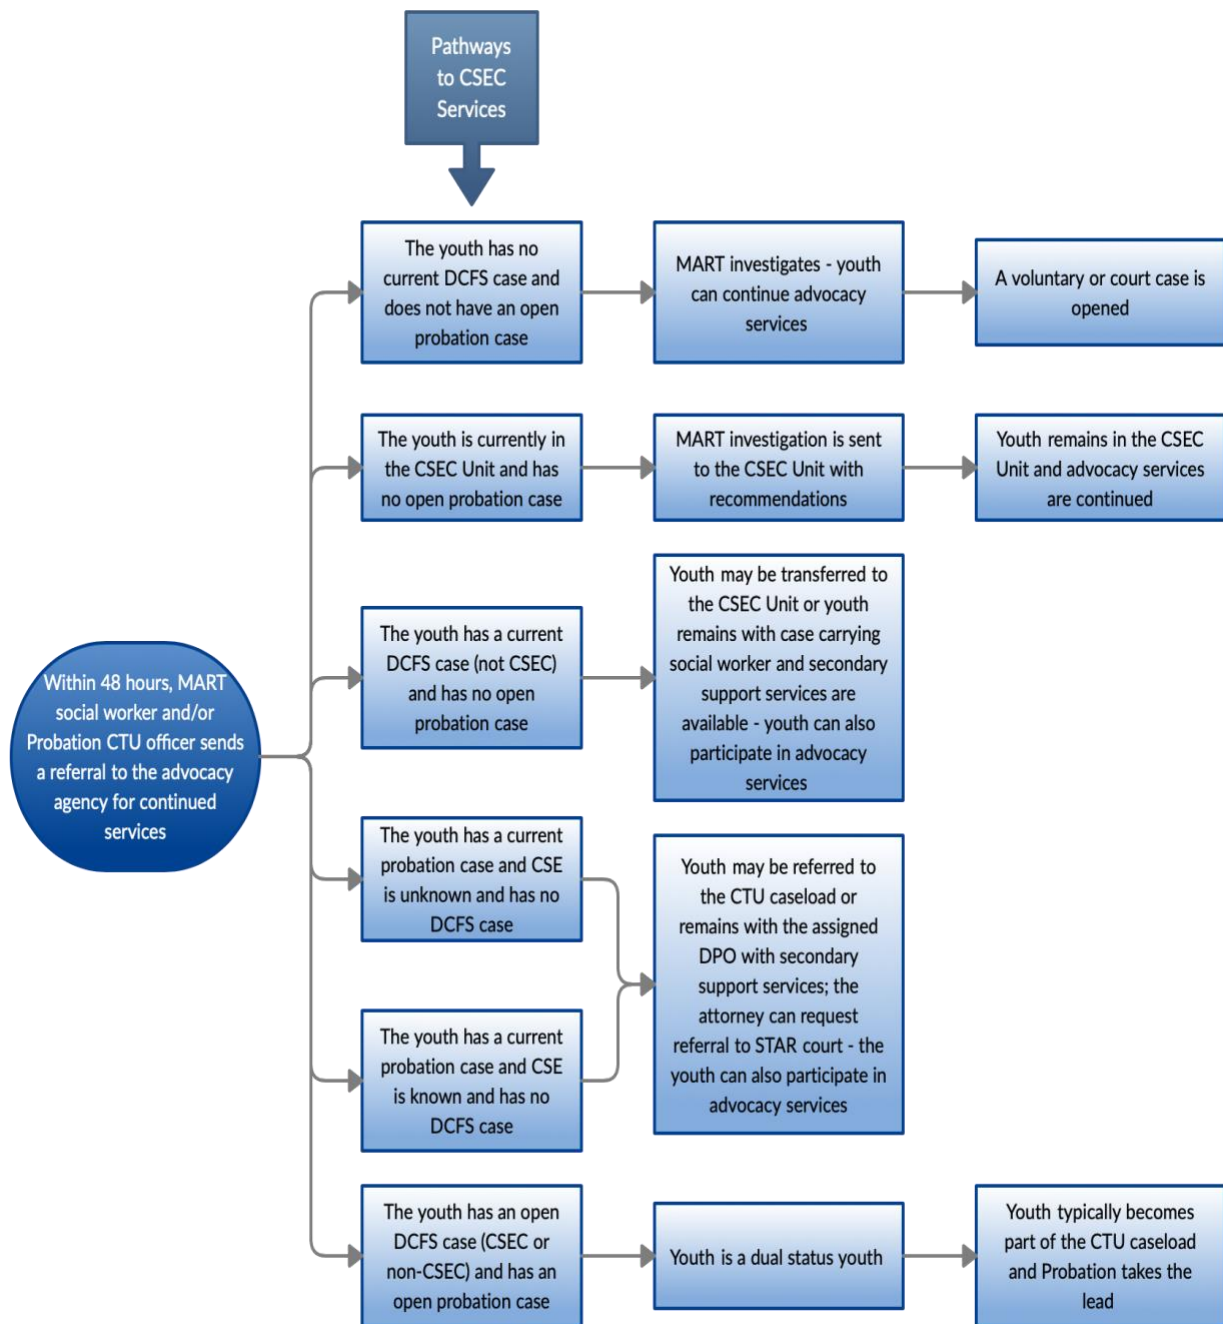 Pathways
to CSEC
Services
The youth has no
current DCFS case and
does not have an open
probation case
MART investigates - youth
can continue advocacy
services
A voluntary or court case is
opened
The youth is currently in
the CSEC Unit and has
no open probation case
MART investigation is sent
to the CSEC Unit with
recommendations
Youth remains in the CSEC
Unit and advocacy services
are continued
Within 48 hours, MART
social worker and/or
Probation CTU officer sends
a referral to the advocacy
agency for continued
services
The youth has a current
DCFS case (not CSEC)
and has no open
probation case
Youth may be transferred to
the CSEC Unit or youth
remains with case carrying
social worker and secondary
support services are
available - youth can also
participate in advocacy
services
The youth has a current
probation case and CSE
is unknown and has no
DCFS case
The youth has a current
probation case and CSE
is known and has no
DCFS case
Youth may be referred to
the CTU caseload or
remains with the assigned
DPO with secondary
support services; the
attorney can request
referral to STAR court - the
youth can also participate in
advocacy services
The youth has an open
DCFS case (CSEC or
non-CSEC) and has an
open probation case
Youth is a dual status youth
Youth typically becomes
part of the CTU caseload
and Probation takes the
lead